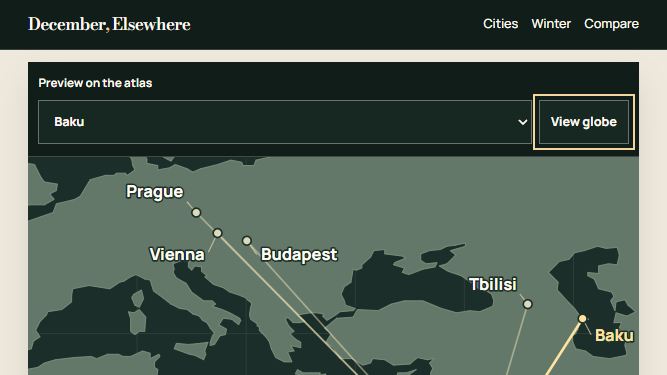 December, Elsewhere
Cities Winter Compare
Preview on the atlas
Baku
View globe
Prague
Vienna
Budapest
Tbilisi
Baku